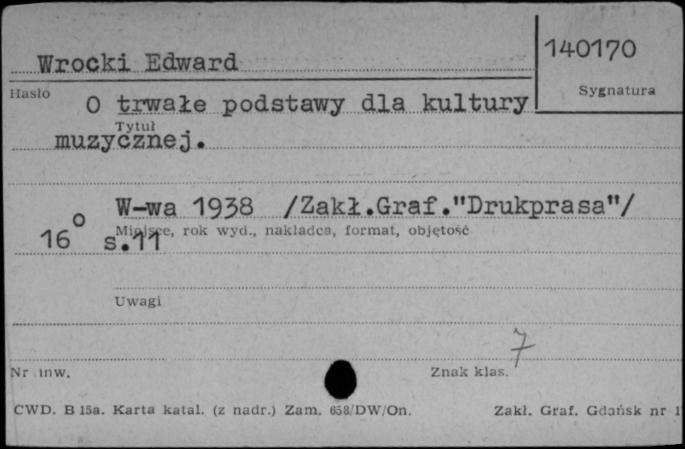 Wrocki Edward
140170
Hasło
Sygnatura
O trwałe podstawy dla kultury
Tytuł
muzycznej.
W-wa 1938 /Zakł.Graf."Drukprasa"/
16° s.11
Miejsce, rok wyd., nakładca, format, objętość
Uwagi
7
Nr inw.
Znak klas.
CWD. B 15a. Karta katal. (z nadr.) Zam. 658/DW/On.
Zakł. Graf. Gdańsk nr 1